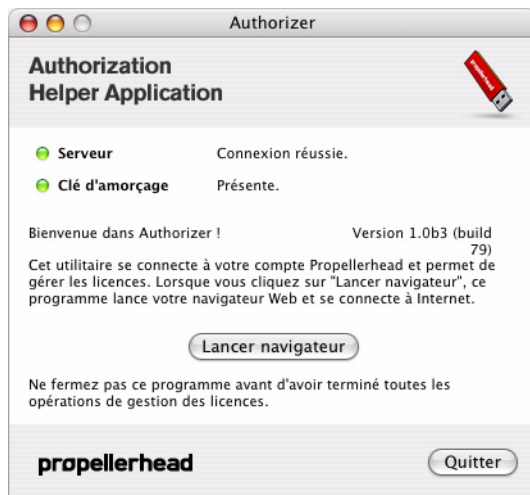 Authorizer
Authorization
Helper Application
propellerhead
Serveur Connexion réussie.
Clé d'amorçage Présente.
Bienvenue dans Authorizer ! Version 1.0b3 (build
79)
Cet utilitaire se connecte à votre compte Propellerhead et permet de
gérer les licences. Lorsque vous cliquez sur "Lancer navigateur", ce
programme lance votre navigateur Web et se connecte à Internet.
Lancer navigateur
Ne fermez pas ce programme avant d'avoir terminé toutes les
opérations de gestion des licences.
propellerhead Quitter